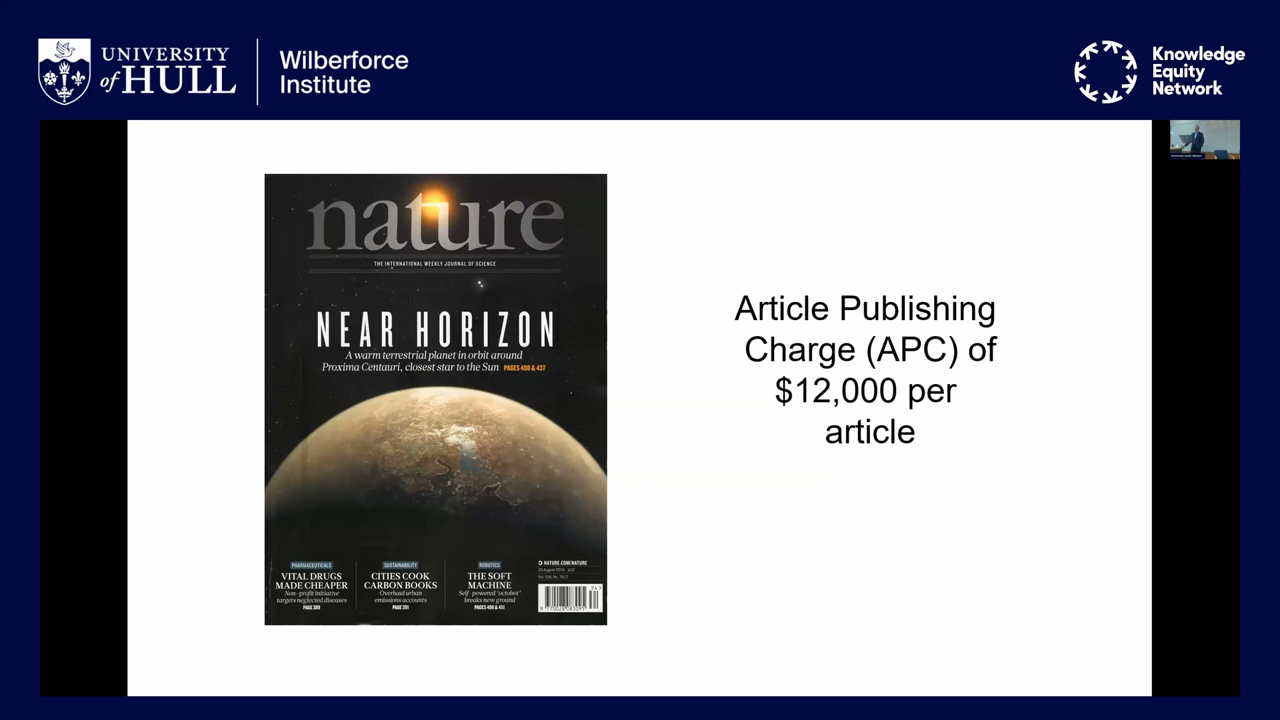 UNIVERSITY
of HULL
Wilberforce
Institute
Knowledge
Equity
Network
nature
THE INTERNATIONAL WEEKLY JOURNAL OF SCIENCE
NEAR HORIZON
A warm terrestrial planet in orbit around
Proxima Centauri, closest star to the Sun PAGES 408 & 437
PHARMACEUTICALS
VITAL DRUGS
MADE CHEAPER
Non-profit initiative
targets neglected diseases
PAGE 388
SUSTAINABILITY
CITIES COOK
CARBON BOOKS
Overhaul urban
emissions accounts
PAGE 391
ROBOTICS
THE SOFT
MACHINE
Self-powered 'octobot'
breaks new ground
PAGES 400 & 451
NATURE.COM/NATURE
Article Publishing
Charge (APC) of
$12,000 per
article